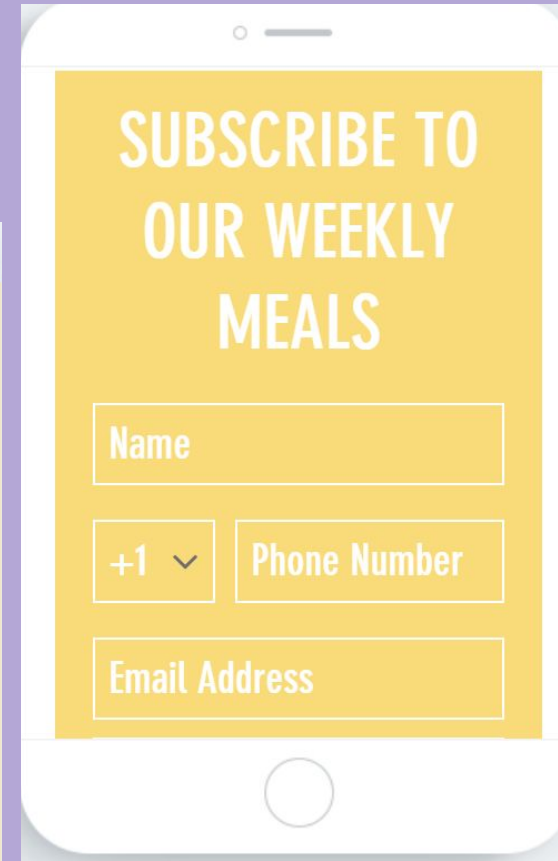 SUBSCRIBE TO
OUR WEEKLY
MEALS
Name
+1 Phone Number
Email Address